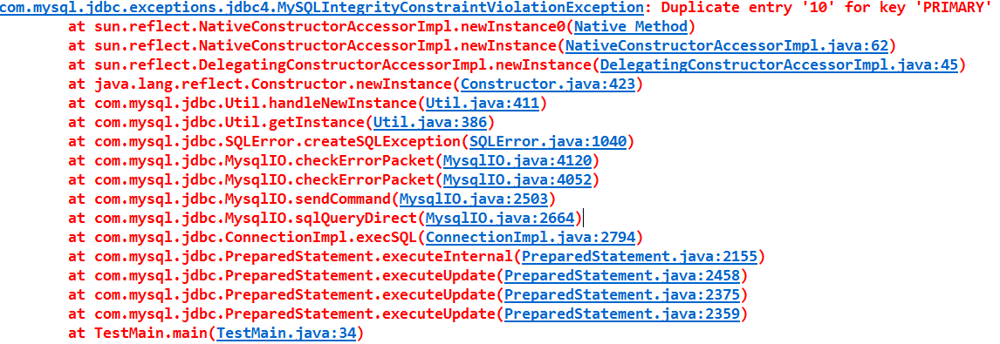 com.mysql.jdbc.exceptions.jdbc4.MySQLIntegrityConstraintViolationException: Duplicate entry '10' for key 'PRIMARY'
at sun.reflect.NativeConstructorAccessorImpl.newInstance0(Native Method)
at sun.reflect.NativeConstructorAccessorImpl.newInstance(NativeConstructorAccessorImpl.java:62)
at sun.reflect.DelegatingConstructorAccessorImpl.newInstance(DelegatingConstructorAccessorImpl.java:45)
at java.lang.reflect.Constructor.newInstance(Constructor.java:423)
at com.mysql.jdbc.Util.handleNewInstance(Util.java:411)
at com.mysql.jdbc.Util.getInstance(Util.java:386)
at com.mysql.jdbc.SQLError.createSQLException(SQLError.java:1040)
at com.mysql.jdbc.MysqlIO.checkErrorPacket(MysqlIO.java:4120)
at com.mysql.jdbc.MysqlIO.checkErrorPacket(MysqlIO.java:4052)
at com.mysql.jdbc.MysqlIO.sendCommand(MysqlIO.java:2503)
at com.mysql.jdbc.MysqlIO.sqlQueryDirect(MysqlIO.java:2664)
at com.mysql.jdbc.ConnectionImpl.execSQL(ConnectionImpl.java:2794)
at com.mysql.jdbc.PreparedStatement.executeInternal(PreparedStatement.java:2155)
at com.mysql.jdbc.PreparedStatement.executeUpdate(PreparedStatement.java:2458)
at com.mysql.jdbc.PreparedStatement.executeUpdate(PreparedStatement.java:2375)
at com.mysql.jdbc.PreparedStatement.executeUpdate(PreparedStatement.java:2359)
at TestMain.main(TestMain.java:34)